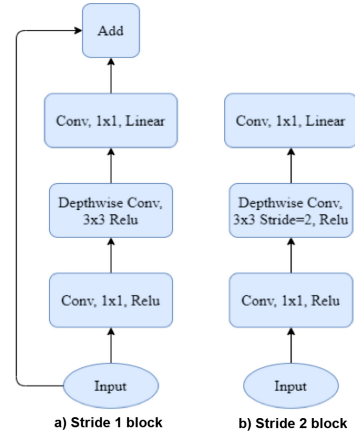 Add
Conv, 1x1, Linear
Depthwise Conv,
3x3 Relu
Conv, 1x1, Relu
Input
a) Stride 1 block
Conv, 1x1, Linear
Depthwise Conv,
3x3 Stride=2, Relu
Conv, 1x1, Relu
Input
b) Stride 2 block